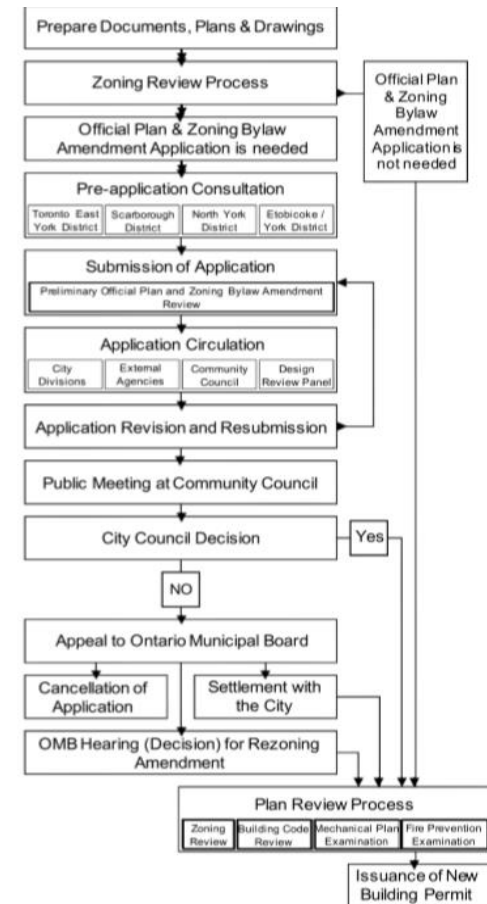 Prepare Documents, Plans & Drawings
Zoning Review Process
Official Plan
& Zoning
Bylaw
Amendment
Application is
not needed
Official Plan & Zoning Bylaw
Amendment Application is needed
Pre-application Consultation
Toronto East
York District
Scarborough
District
North York
District
Etobicoke /
York District
Submission of Application
Preliminary Official Plan and Zoning Bylaw Amendment
Review
Application Circulation
City
Divisions
External
Agencies
Community
Council
Design
Review Panel
Application Revision and Resubmission
Public Meeting at Community Council
City Council Decision
Yes
NO
Appeal to Ontario Municipal Board
Cancellation of
Application
Settlement with
the City
OMB Hearing (Decision) for Rezoning
Amendment
Plan Review Process
Zoning
Review
Building Code
Review
Mechanical Plan
Examination
Fire Prevention
Examination
Issuance of New
Building Permit